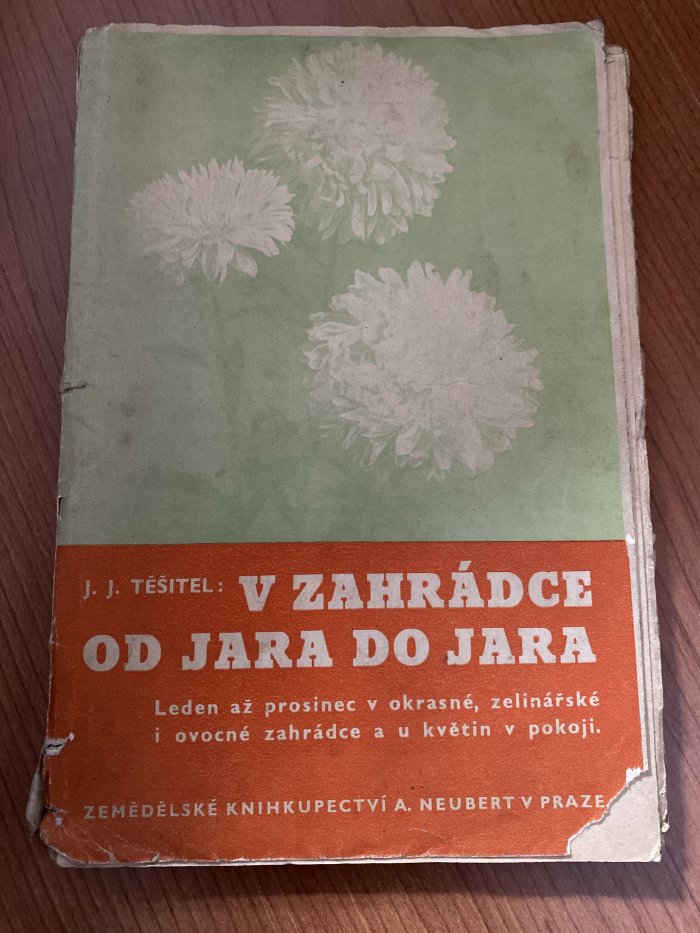 J. J. TĚŠITEL: V ZAHRÁDCE
OD JARA DO JARA
Leden až prosinec v okrasné, zelinářské
i ovocné zahrádce a u květin v pokoji.
ZEMĚDĚLSKÉ KNIHKUPECTVÍ A. NEUBERT V PRAZE